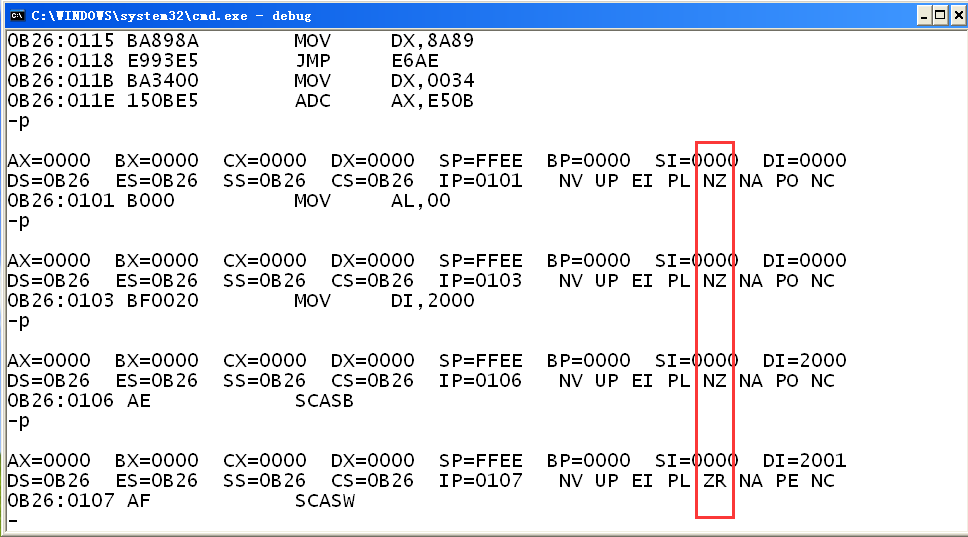 C:\WINDOWS\system32\cmd.exe - debug
0B26:0115 BA898A MOV DX,8A89
0B26:0118 E993E5 JMP E6AE
0B26:011B BA3400 MOV DX,0034
0B26:011E 150BE5 ADC AX,E50B
-p
AX=0000 BX=0000 CX=0000 DX=0000 SP=FFEE BP=0000 SI=0000 DI=0000
DS=0B26 ES=0B26 SS=0B26 CS=0B26 IP=0101 NV UP EI PL NZ NA PO NC
0B26:0101 B000 MOV AL,00
-p
AX=0000 BX=0000 CX=0000 DX=0000 SP=FFEE BP=0000 SI=0000 DI=0000
DS=0B26 ES=0B26 SS=0B26 CS=0B26 IP=0103 NV UP EI PL NZ NA PO NC
0B26:0103 BF0020 MOV DI,2000
-p
AX=0000 BX=0000 CX=0000 DX=0000 SP=FFEE BP=0000 SI=0000 DI=2000
DS=0B26 ES=0B26 SS=0B26 CS=0B26 IP=0106 NV UP EI PL NZ NA PO NC
0B26:0106 AE SCASB
-p
AX=0000 BX=0000 CX=0000 DX=0000 SP=FFEE BP=0000 SI=0000 DI=2001
DS=0B26 ES=0B26 SS=0B26 CS=0B26 IP=0107 NV UP EI PL ZR NA PE NC
0B26:0107 AF SCASW
-